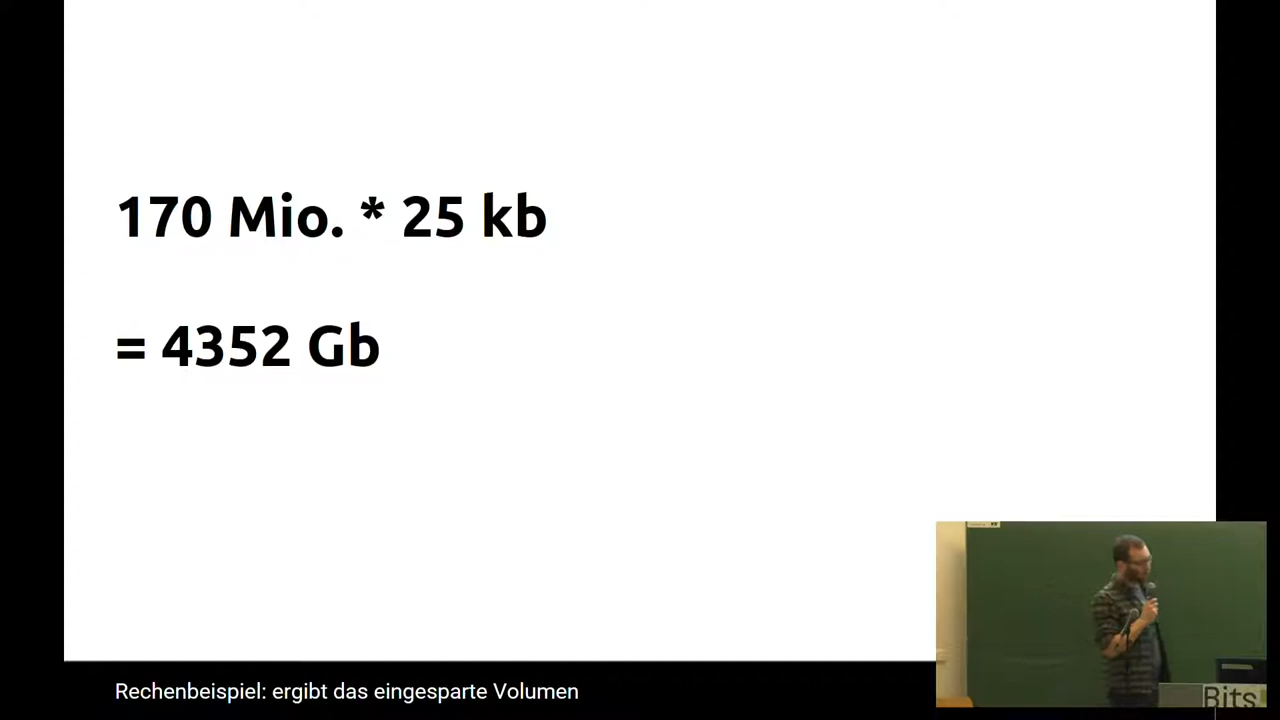 170 Mio. * 25 kb
= 4352 Gb
Rechenbeispiel: ergibt das eingesparte Volumen
Bits